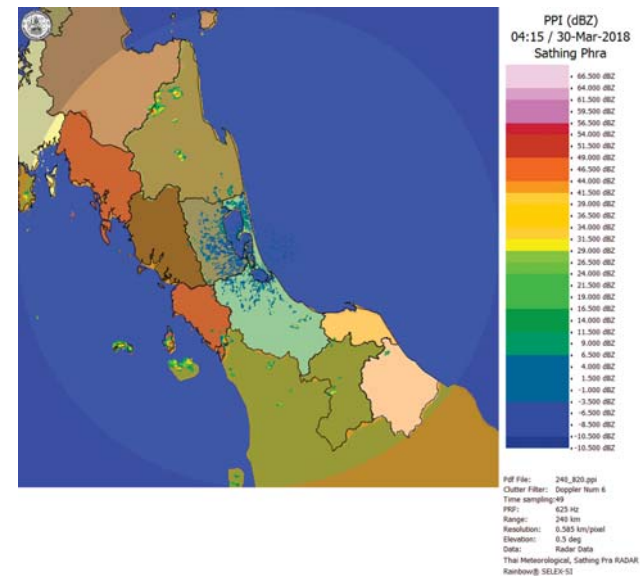 PPI (dBZ)
04:15 / 30-Mar-2018
Sathing Phra
66.500 dBZ
64.000 dBZ
61.500 dBZ
59.500 dBZ
56.500 dBZ
54.000 dBZ
51.500 dBZ
49.000 dBZ
46.500 dBZ
44.000 dBZ
41.500 dBZ
39.000 dBZ
36.500 dBZ
34.000 dBZ
31.500 dBZ
29.000 dBZ
26.500 dBZ
24.000 dBZ
21.500 dBZ
19.000 dBZ
16.500 dBZ
14.000 dBZ
11.500 dBZ
9.000 dBZ
6.500 dBZ
4.000 dBZ
1.500 dBZ
-1.000 dBZ
-3.500 dBZ
-6.500 dBZ
-8.500 dBZ
-10.500 dBZ
-10.500 dBZ
Pdf File: 240_820.ppi
Clutter Filter: Doppler Num 6
Time sampling:49
PRF: 625 Hz
Range: 240 km
Resolution: 0.585 km/pixel
Elevation: 0.5 deg
Data: Radar Data
Thai Meteorological, Sathing Pra RADAR
Rainbow® SELEX-SI